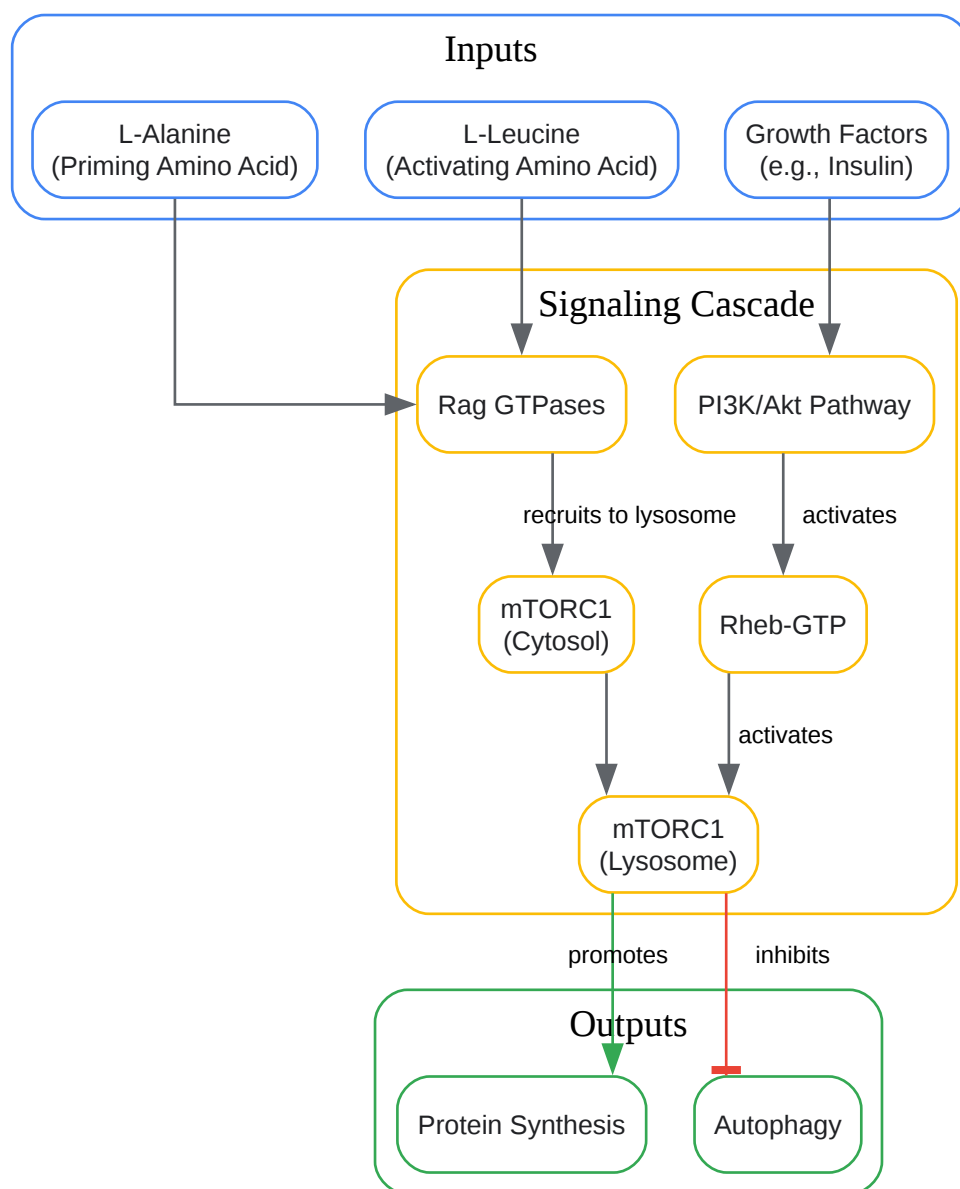 Inputs
L-Alanine
(Priming Amino Acid)
L-Leucine
(Activating Amino Acid)
Growth Factors
(e.g., Insulin)
Signaling Cascade
Rag GTPases
PI3K/Akt Pathway
recruits to lysosome
activates
mTORC1
(Cytosol)
Rheb-GTP
activates
mTORC1
(Lysosome)
promotes
inhibits
Outputs
Protein Synthesis
Autophagy